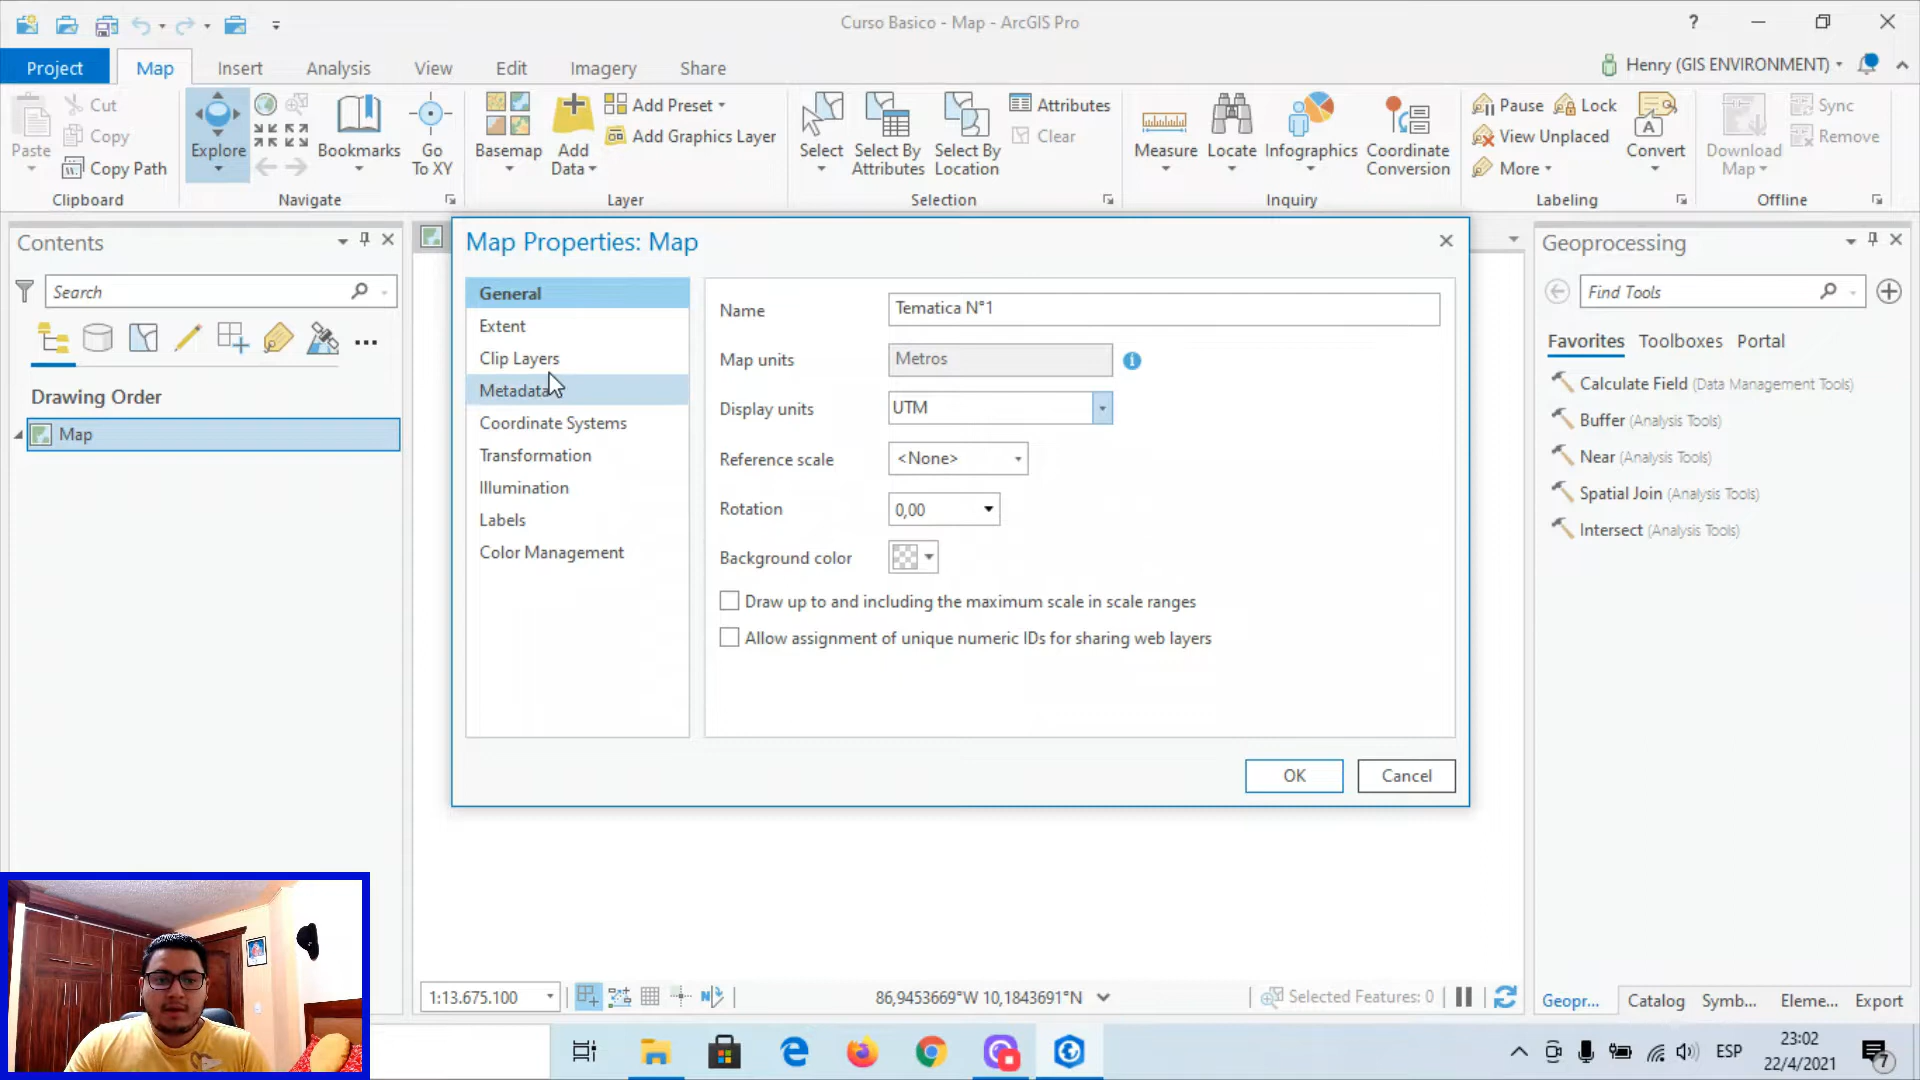 Curso Basico - Map - ArcGIS Pro
?
Project
Map
Insert
Analysis
View
Edit
Imagery
Share
Henry (GIS ENVIRONMENT)
Paste
Cut
Copy
Copy Path
Clipboard
Explore
Bookmarks
Go
To XY
Navigate
Basemap
Add
Data
Add Preset
Add Graphics Layer
Layer
Select
Select By
Attributes
Select By
Location
Attributes
Clear
Selection
Measure
Locate
Infographics
Coordinate
Conversion
Inquiry
Pause
Lock
View Unplaced
More
Convert
Labeling
Download
Map
Sync
Remove
Offline
Contents
Search
Drawing Order
Map
Map Properties: Map
General
Extent
Clip Layers
Metadata
Coordinate Systems
Transformation
Illumination
Labels
Color Management
Name
Tematica N°1
Map units
Metros
Display units
UTM
Reference scale
<None>
Rotation
0,00
Background color
Draw up to and including the maximum scale in scale ranges
Allow assignment of unique numeric IDs for sharing web layers
OK
Cancel
Geoprocessing
Find Tools
Favorites
Toolboxes
Portal
Calculate Field (Data Management Tools)
Buffer (Analysis Tools)
Near (Analysis Tools)
Spatial Join (Analysis Tools)
Intersect (Analysis Tools)
1:13.675.100
86,9453669°W 10,1843691°N
Selected Features: 0
Geopr...
Catalog
Symb...
Eleme...
Export
ESP
23:02
22/4/2021
7